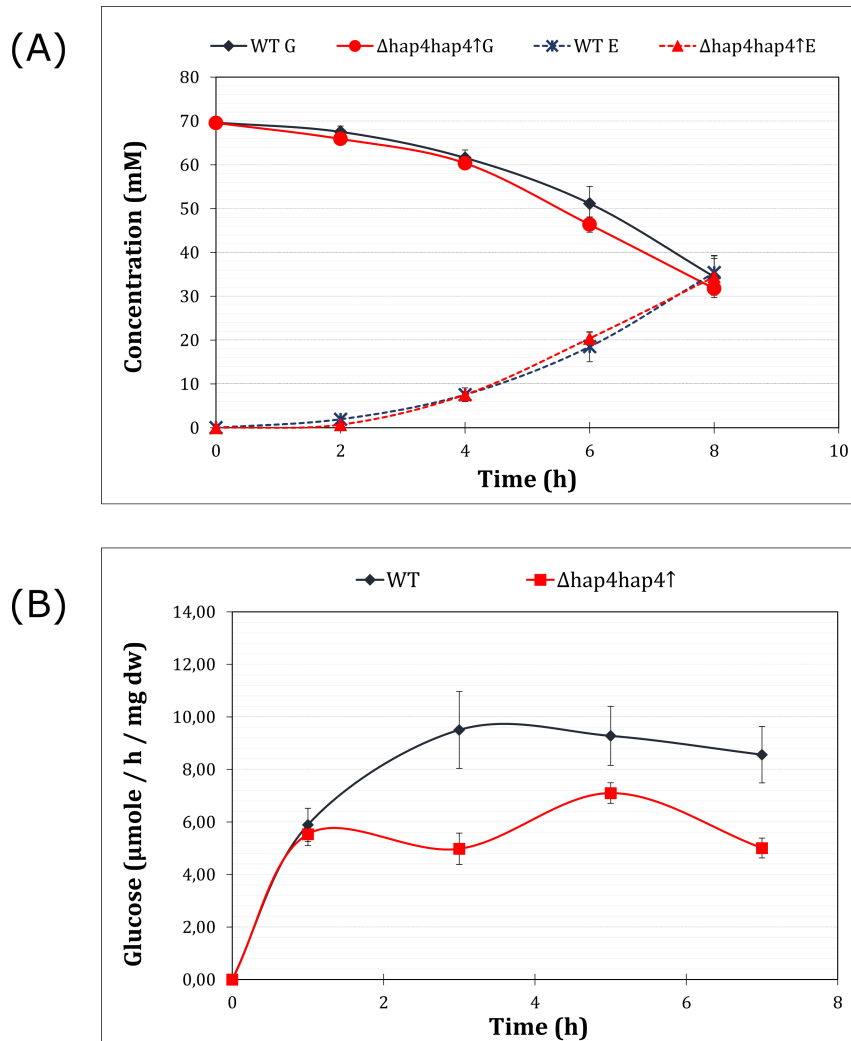 (A)
WT G Δhap4hap4↑G WT E Δhap4hap4↑E
80
70
60
50
40
30
20
10
0
Concentration (mM)
0 2 4 6 8 10
Time (h)
(B)
WT Δhap4hap4↑
14,00
12,00
10,00
8,00
6,00
4,00
2,00
0,00
Glucose (µmole / h / mg dw)
0 2 4 6 8
Time (h)